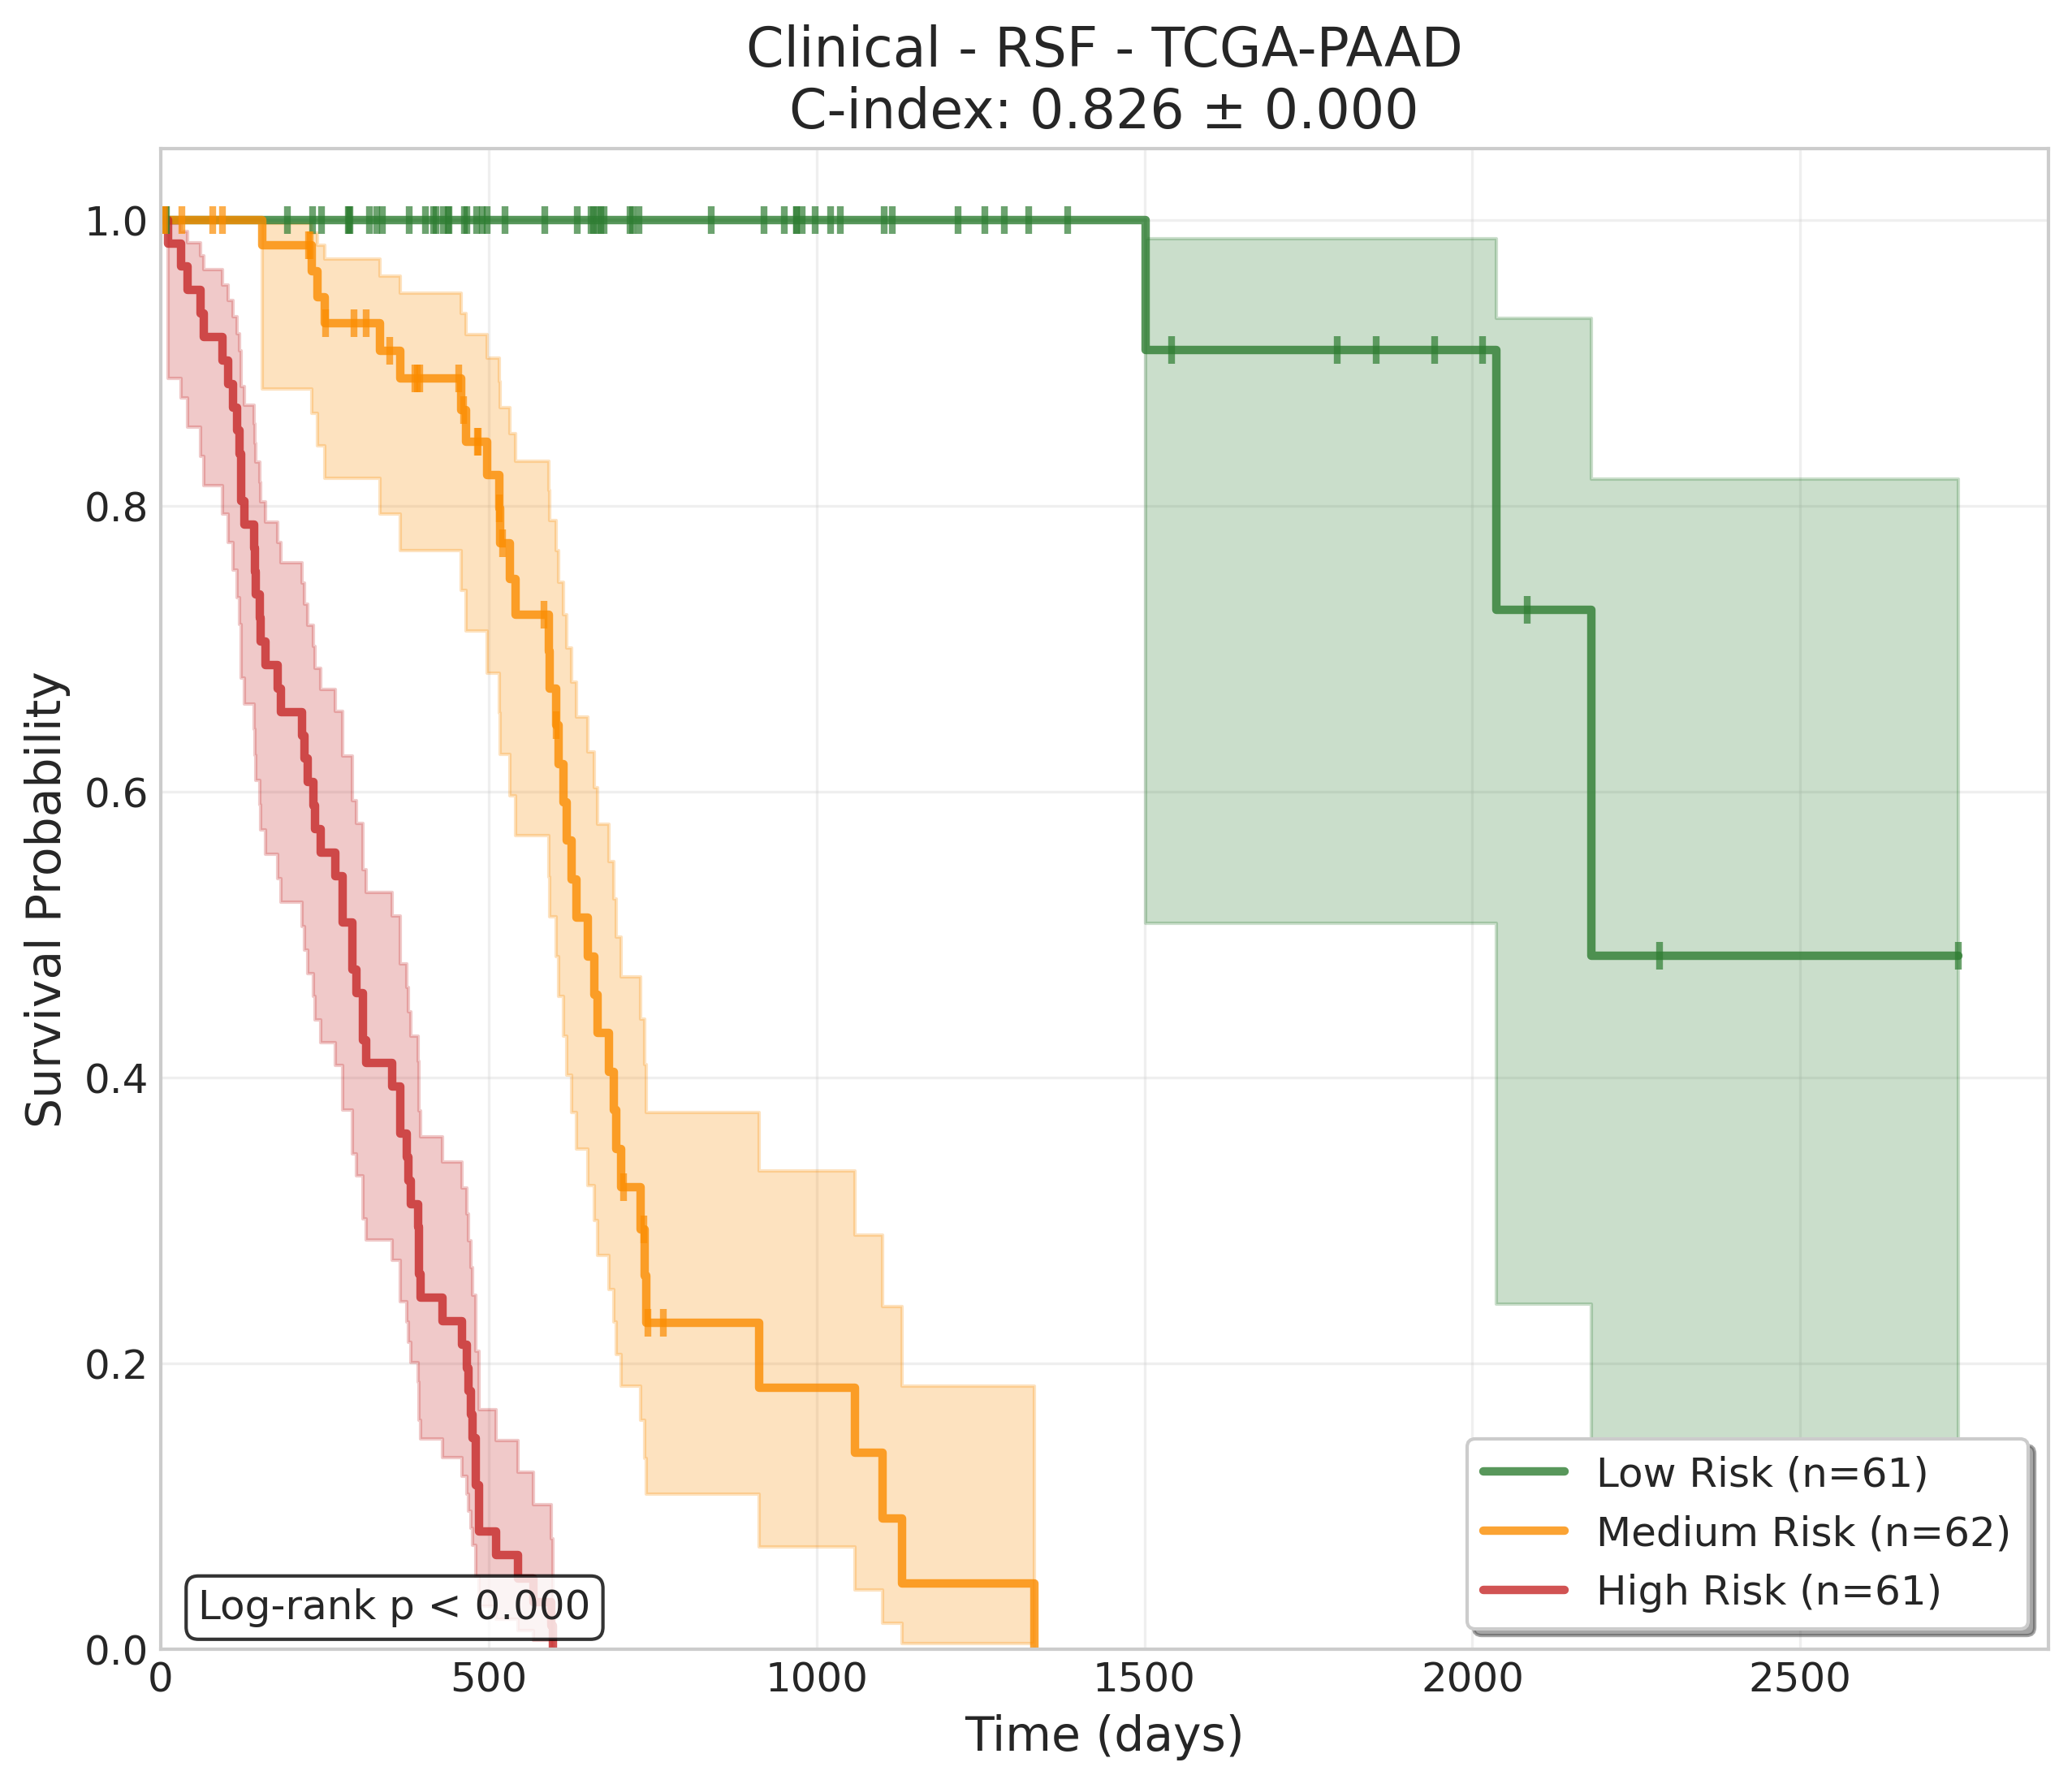 Clinical - RSF - TCGA-PAAD
C-index: 0.826 ± 0.000
Survival Probability
1.0
0.8
0.6
0.4
0.2
0.0
0
500
1000
1500
2000
2500
Time (days)
Log-rank p < 0.000
Low Risk (n=61)
Medium Risk (n=62)
High Risk (n=61)